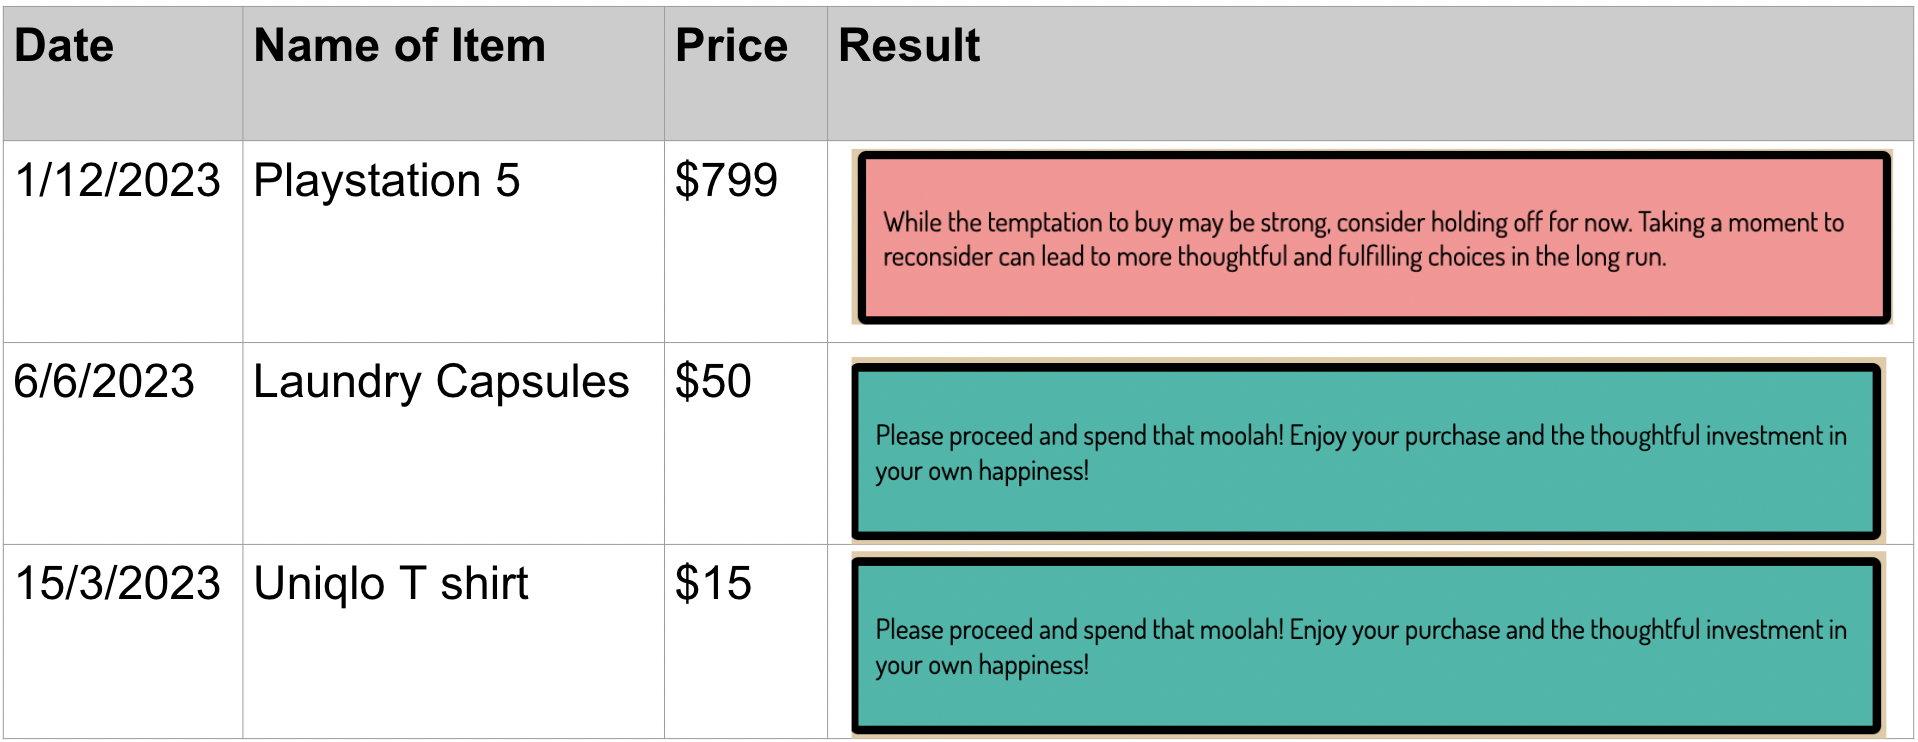 Date Name of Item Price Result
1/12/2023 Playstation 5 $799
While the temptation to buy may be strong, consider holding off for now. Taking a moment to
reconsider can lead to more thoughtful and fulfilling choices in the long run.
6/6/2023 Laundry Capsules $50
Please proceed and spend that moolah! Enjoy your purchase and the thoughtful investment in
your own happiness!
15/3/2023 Uniqlo T shirt $15
Please proceed and spend that moolah! Enjoy your purchase and the thoughtful investment in
your own happiness!